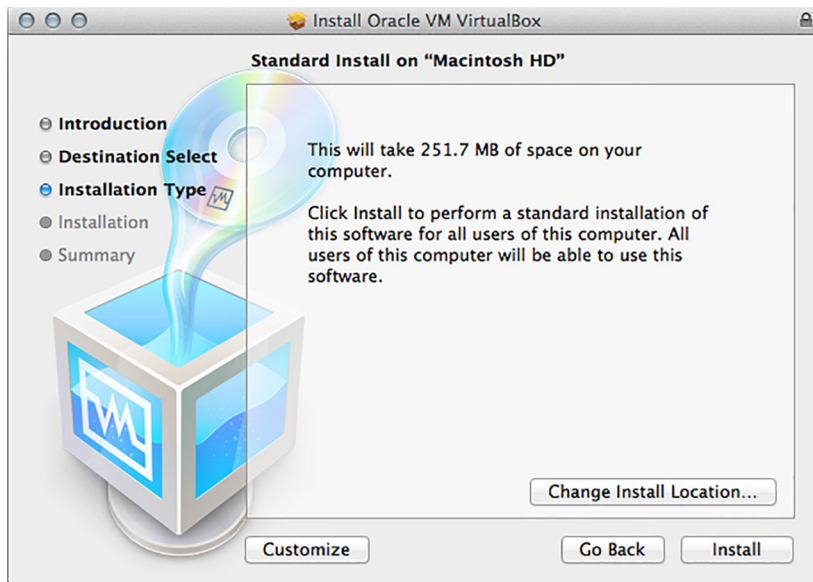 Install Oracle VM VirtualBox
Standard Install on “Macintosh HD”
Introduction
Destination Select
Installation Type
Installation
Summary
This will take 251.7 MB of space on your
computer.
Click Install to perform a standard installation of
this software for all users of this computer. All
users of this computer will be able to use this
software.
Change Install Location...
Customize
Go Back
Install